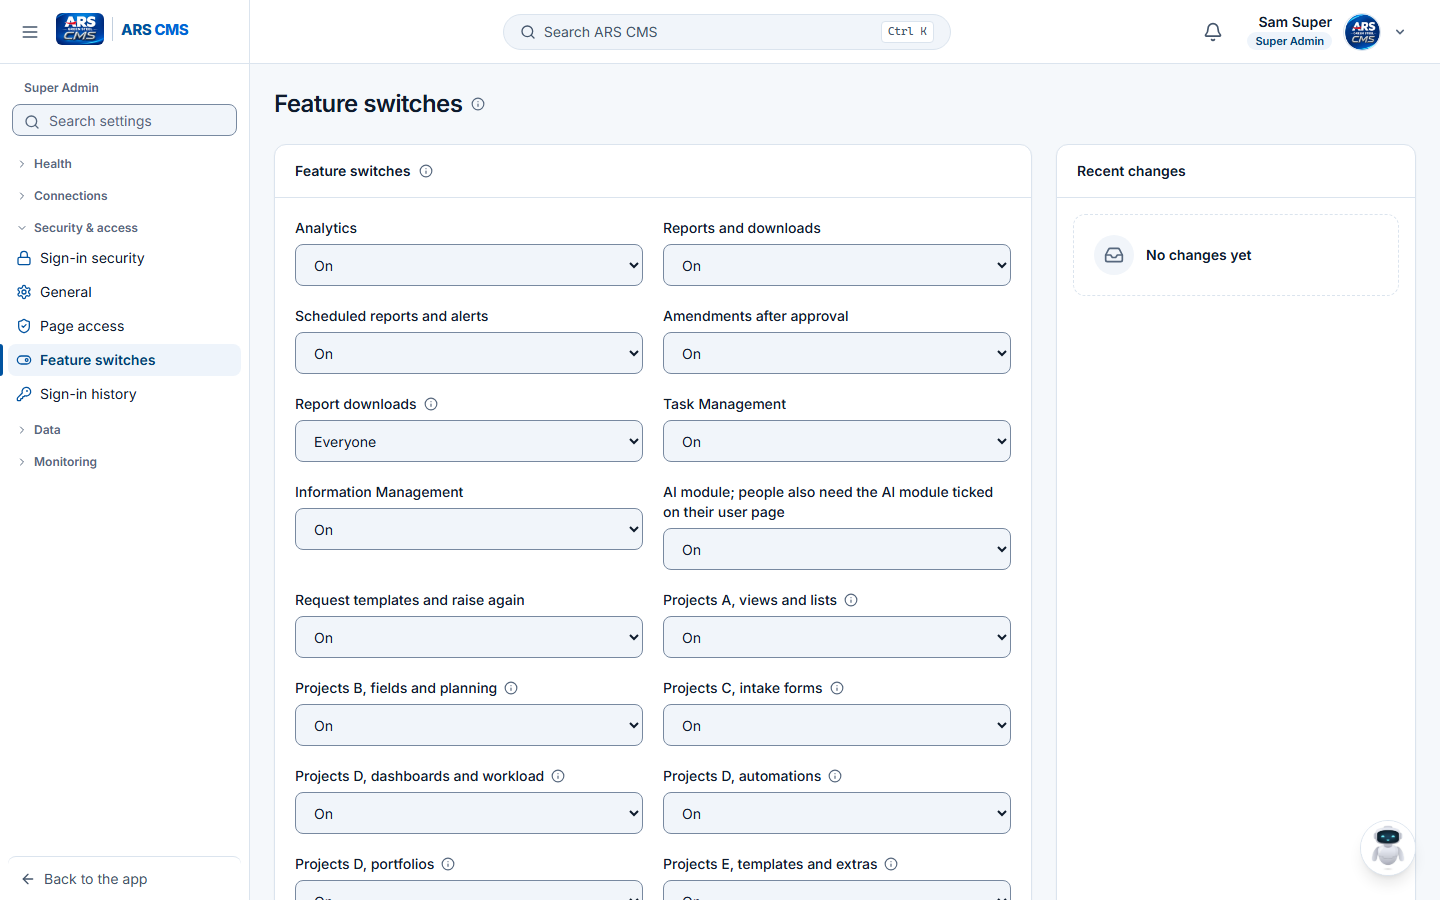 ARS
CMS
ARS CMS
Search ARS CMS
Ctrl K
Sam Super
Super Admin
ARS
CMS
Super Admin
Search settings
Health
Connections
Security & access
Sign-in security
General
Page access
Feature switches
Sign-in history
Data
Monitoring
Back to the app
Feature switches
Feature switches
Analytics
On
Reports and downloads
On
Scheduled reports and alerts
On
Amendments after approval
On
Report downloads
Everyone
Task Management
On
Information Management
On
AI module; people also need the AI module ticked
on their user page
On
Request templates and raise again
On
Projects A, views and lists
On
Projects B, fields and planning
On
Projects C, intake forms
On
Projects D, dashboards and workload
On
Projects D, automations
On
Projects D, portfolios
On
Projects E, templates and extras
On
Recent changes
No changes yet